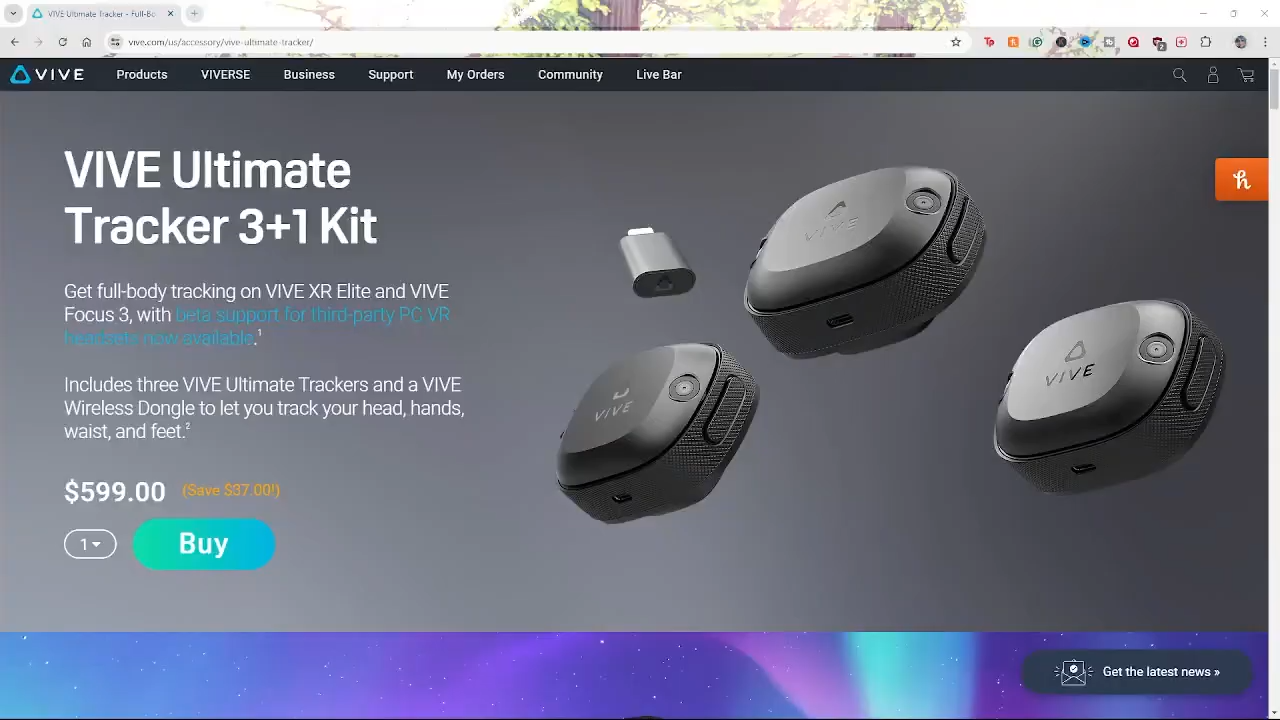 VIVE Ultimate Tracker - Full-Bo
vive.com/us/accessory/vive-ultimate-tracker/
VIVE Products VIVERSE Business Support My Orders Community Live Bar
VIVE Ultimate
Tracker 3+1 Kit
Get full-body tracking on VIVE XR Elite and VIVE
Focus 3, with beta support for third-party PC VR
headsets now available.¹
Includes three VIVE Ultimate Trackers and a VIVE
Wireless Dongle to let you track your head, hands,
waist, and feet.²
$599.00 (Save $37.00!)
1 Buy
VIVE
VIVE
VIVE
h
Get the latest news »